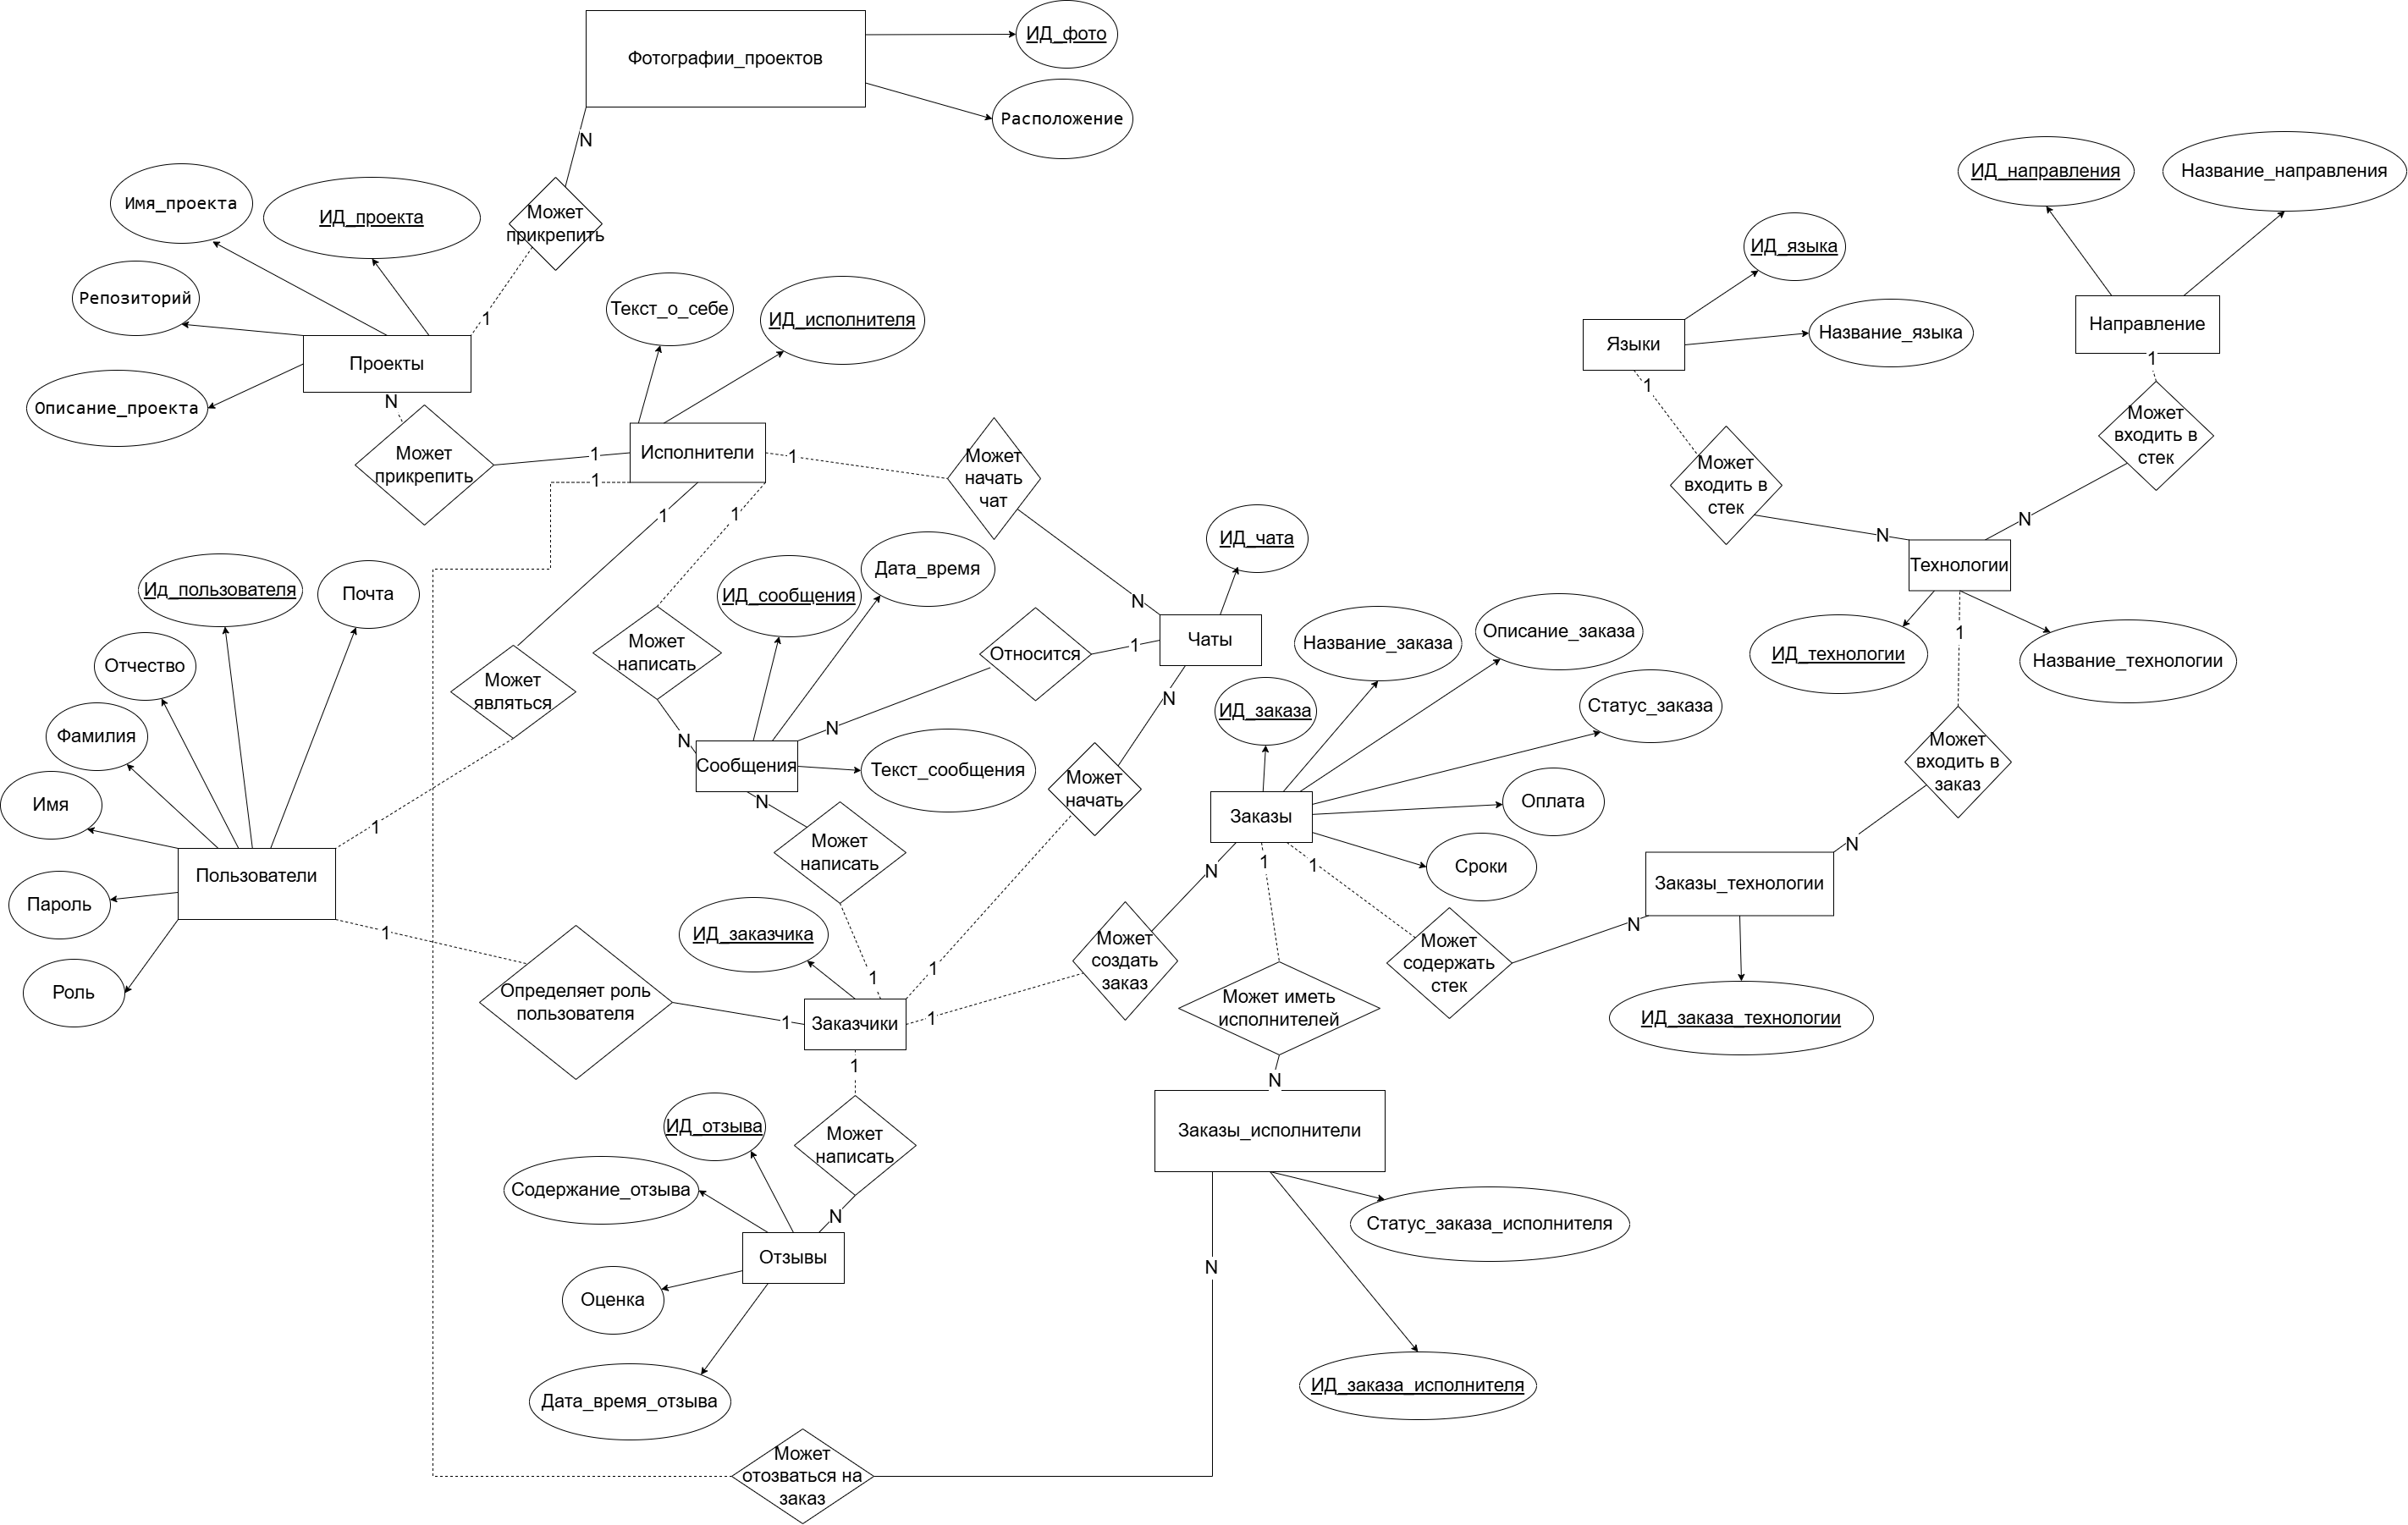 Фотографии_проектов
ИД_фото
Расположение
N
Может
прикрепить
1
Имя_проекта
ИД_проекта
Репозиторий
Описание_проекта
Проекты
N
Может
прикрепить
1
Текст_о_себе
ИД_исполнителя
Исполнители
1
1
1
1
Может
начать
чат
N
ИД_направления
Название_направления
Направление
1
ИД_языка
Название_языка
Языки
1
Может
входить в
стек
N
Может
входить в
стек
N
Технологии
ИД_технологии
Название_технологии
1
Может
входить в
заказ
N
ИД_чата
Чаты
1
N
Относится
N
Дата_время
ИД_сообщения
Может
написать
N
Сообщения
Текст_сообщения
N
Может
написать
1
Может
являться
1
Ид_пользователя
Почта
Отчество
Фамилия
Имя
Пароль
Роль
Пользователи
1
Определяет роль
пользователя
1
Может
начать
1
ИД_заказчика
Заказчики
1
1
Название_заказа
Описание_заказа
ИД_заказа
Статус_заказа
Оплата
Сроки
Заказы
N
1
1
Может
создать
заказ
Может иметь
исполнителей
N
Может
содержать
стек
N
Заказы_технологии
ИД_заказа_технологии
Заказы_исполнители
Статус_заказа_исполнителя
ИД_заказа_исполнителя
N
Может
написать
N
ИД_отзыва
Содержание_отзыва
Отзывы
Оценка
Дата_время_отзыва
Может
отозваться на
заказ